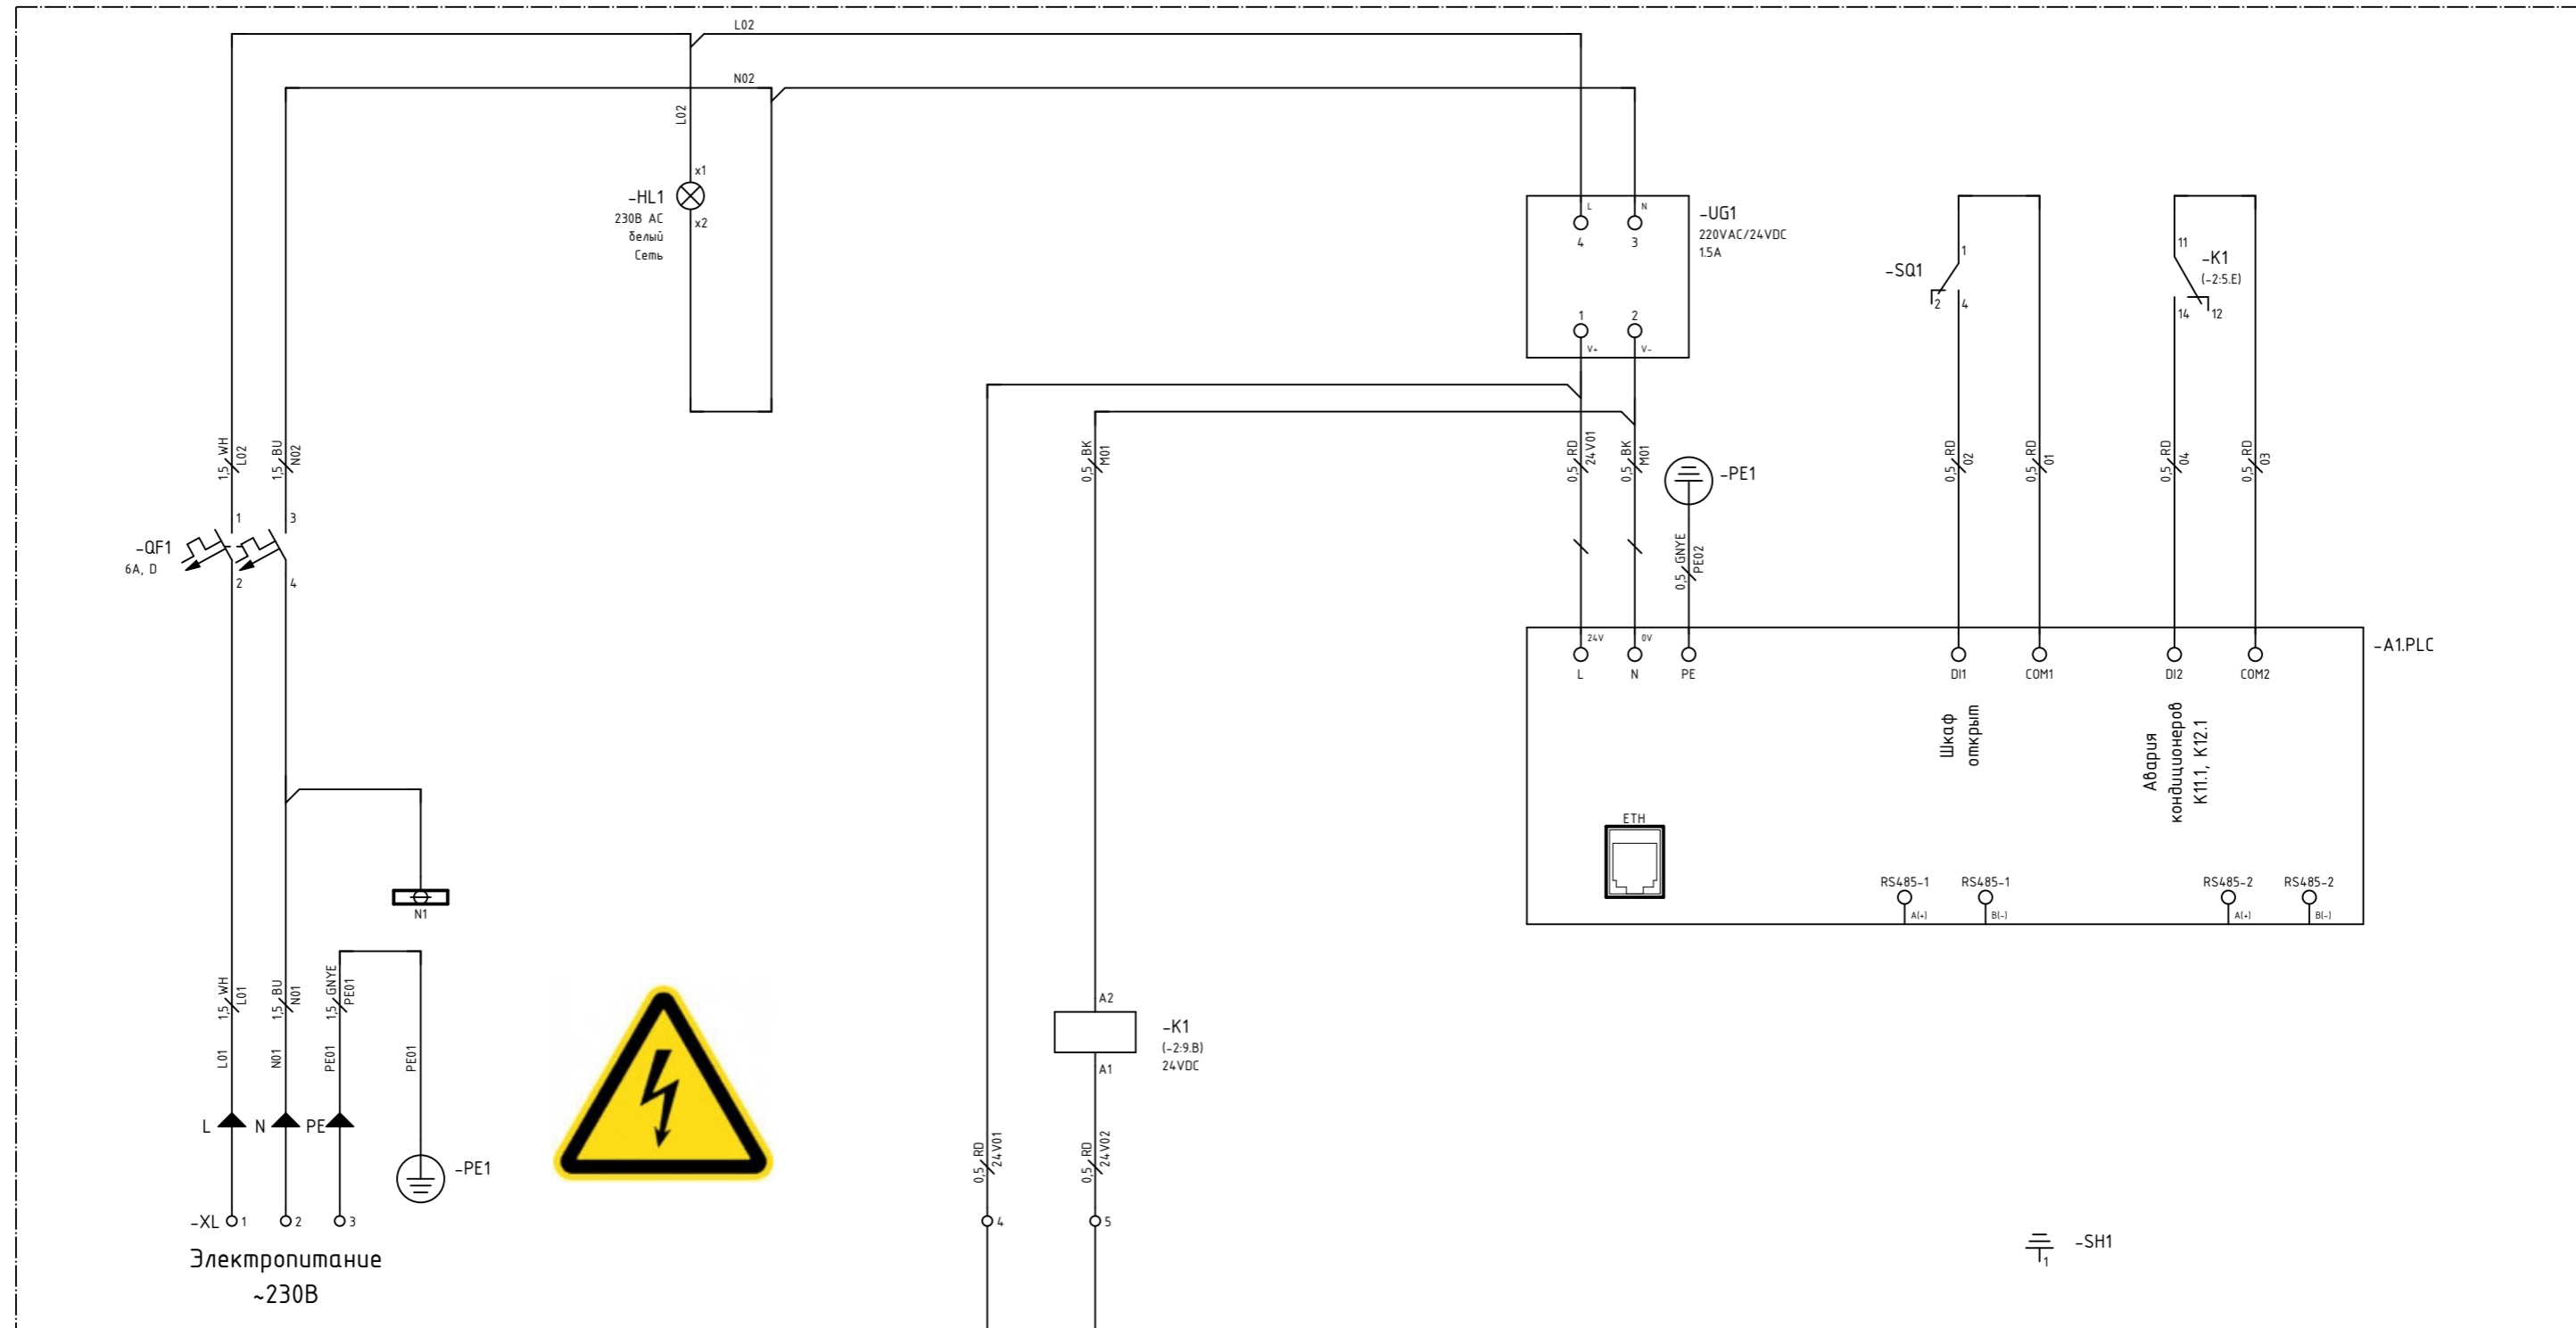 L02
N02
L02
x1
-HL1
230В AC
белый
Сеть
x2
L
N
4
3
-UG1
220VAC/24VDC
1.5A
1
2
V+
V-
1
-SQ1
2
4
11
-K1
(-2:5.E)
14
12
1,5 WH
L02
1,5 BU
N02
0,5 BK
M01
0,5 RD
24V01
0,5 BK
M01
-PE1
0,5 RD
02
0,5 RD
01
0,5 RD
04
0,5 RD
03
1
3
-QF1
6A, D
2
4
0,5 GNYE
PE02
24V
0V
L
N
PE
DI1
COM1
DI2
COM2
-A1.PLC
Шкаф
открыт
Авария
кондиционеров
K11.1, K12.1
ETH
RS485-1
RS485-1
RS485-2
RS485-2
A(+)
B(-)
A(+)
B(-)
N1
1,5 WH
L01
1,5 BU
N01
1,5 GNYE
PE01
L01
N01
PE01
PE01
A2
-K1
(-2:9.B)
24VDC
A1
L
N
PE
-PE1
0,5 RD
24V01
0,5 RD
24V02
-XL
1
2
3
4
5
Электропитание
~230В
1
-SH1